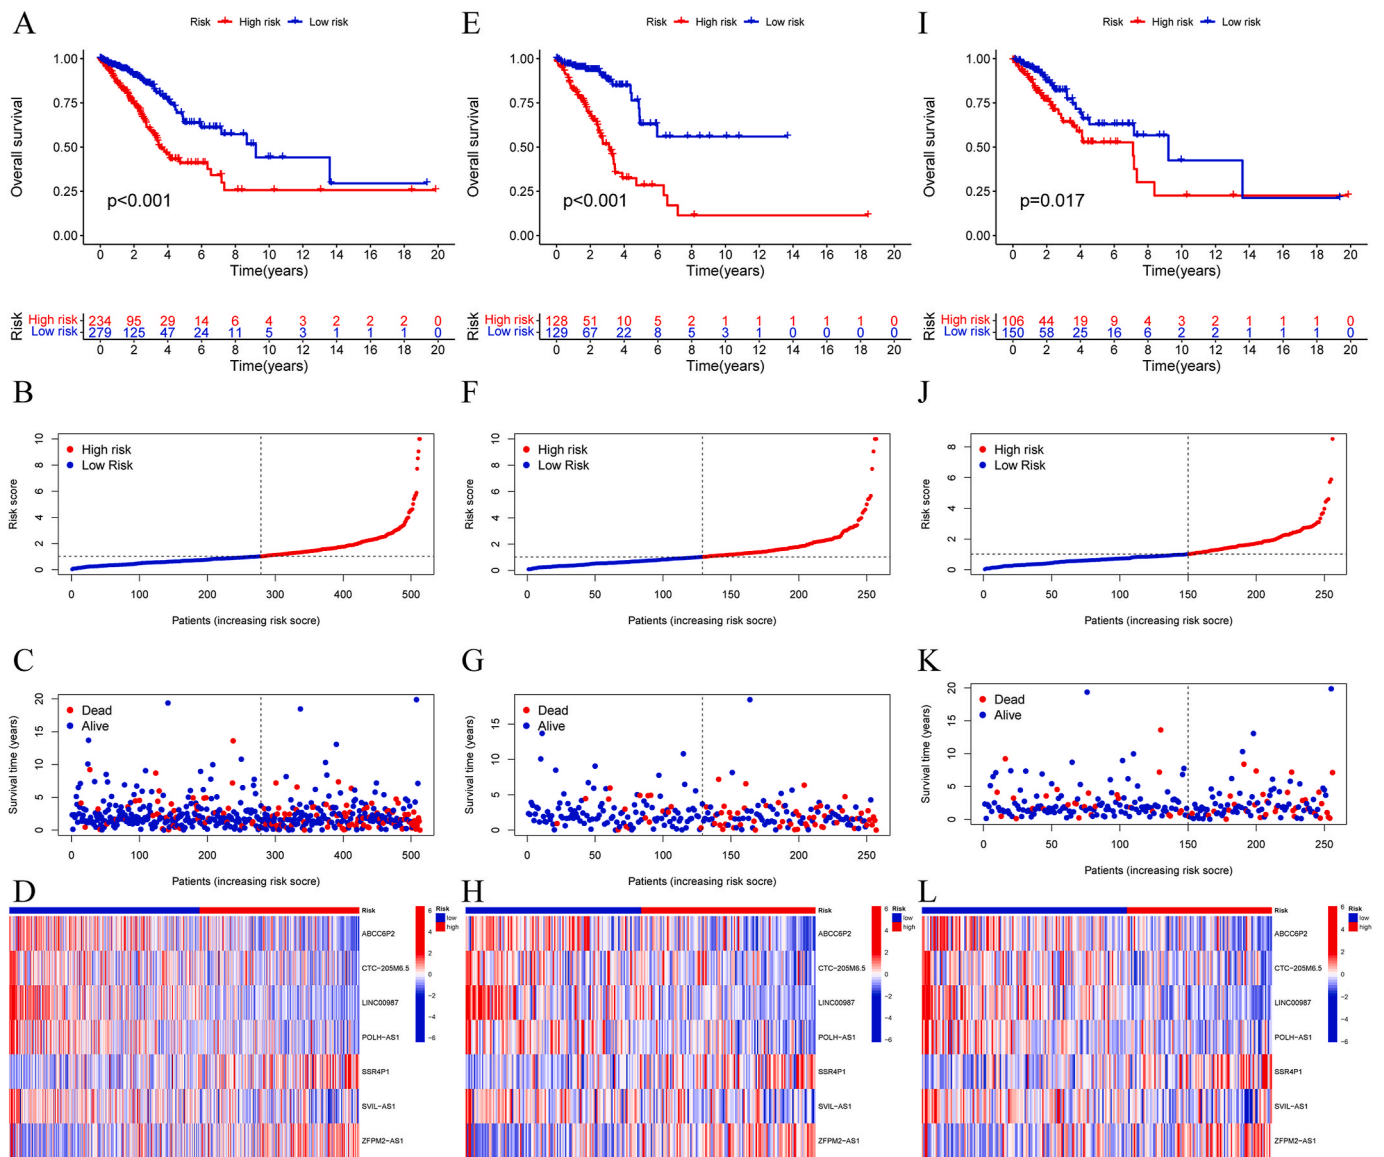 A
Risk High risk Low risk
Overall survival
1.00
0.75
0.50
0.25
0.00
p<0.001
0 2 4 6 8 10 12 14 16 18 20
Time(years)
Risk
High risk 234 95 29 14 6 4 3 2 2 2 0
Low risk 279 125 47 24 11 5 3 1 1 1 0
0 2 4 6 8 10 12 14 16 18 20
Time(years)
E
Risk High risk Low risk
Overall survival
1.00
0.75
0.50
0.25
0.00
p<0.001
0 2 4 6 8 10 12 14 16 18 20
Time(years)
Risk
High risk 128 51 10 5 2 1 1 1 1 1 0
Low risk 129 67 22 8 5 3 1 0 0 0 0
0 2 4 6 8 10 12 14 16 18 20
Time(years)
I
Risk High risk Low risk
Overall survival
1.00
0.75
0.50
0.25
0.00
p=0.017
0 2 4 6 8 10 12 14 16 18 20
Time(years)
Risk
High risk 106 44 19 9 4 3 2 1 1 1 0
Low risk 150 58 25 16 6 2 2 1 1 1 0
0 2 4 6 8 10 12 14 16 18 20
Time(years)
B
High risk
Low Risk
Risk score
10
8
6
4
2
0
0 100 200 300 400 500
Patients (increasing risk socre)
F
High risk
Low Risk
Risk score
10
8
6
4
2
0
0 50 100 150 200 250
Patients (increasing risk socre)
J
High risk
Low Risk
Risk score
8
6
4
2
0
0 50 100 150 200 250
Patients (increasing risk socre)
C
Dead
Alive
Survival time (years)
20
15
10
5
0
0 100 200 300 400 500
Patients (increasing risk socre)
G
Dead
Alive
Survival time (years)
15
10
5
0
0 50 100 150 200 250
Patients (increasing risk socre)
K
Dead
Alive
Survival time (years)
20
15
10
5
0
0 50 100 150 200 250
Patients (increasing risk socre)
D
Risk
ABCC6P2
CTC-205M6.5
LINC00987
POLH-AS1
SSR4P1
SVIL-AS1
ZFPM2-AS1
6
4
2
0
-2
-4
-6
Risk
low
high
H
Risk
ABCC6P2
CTC-205M6.5
LINC00987
POLH-AS1
SSR4P1
SVIL-AS1
ZFPM2-AS1
6
4
2
0
-2
-4
-6
Risk
low
high
L
Risk
ABCC6P2
CTC-205M6.5
LINC00987
POLH-AS1
SSR4P1
SVIL-AS1
ZFPM2-AS1
6
4
2
0
-2
-4
-6
Risk
low
high